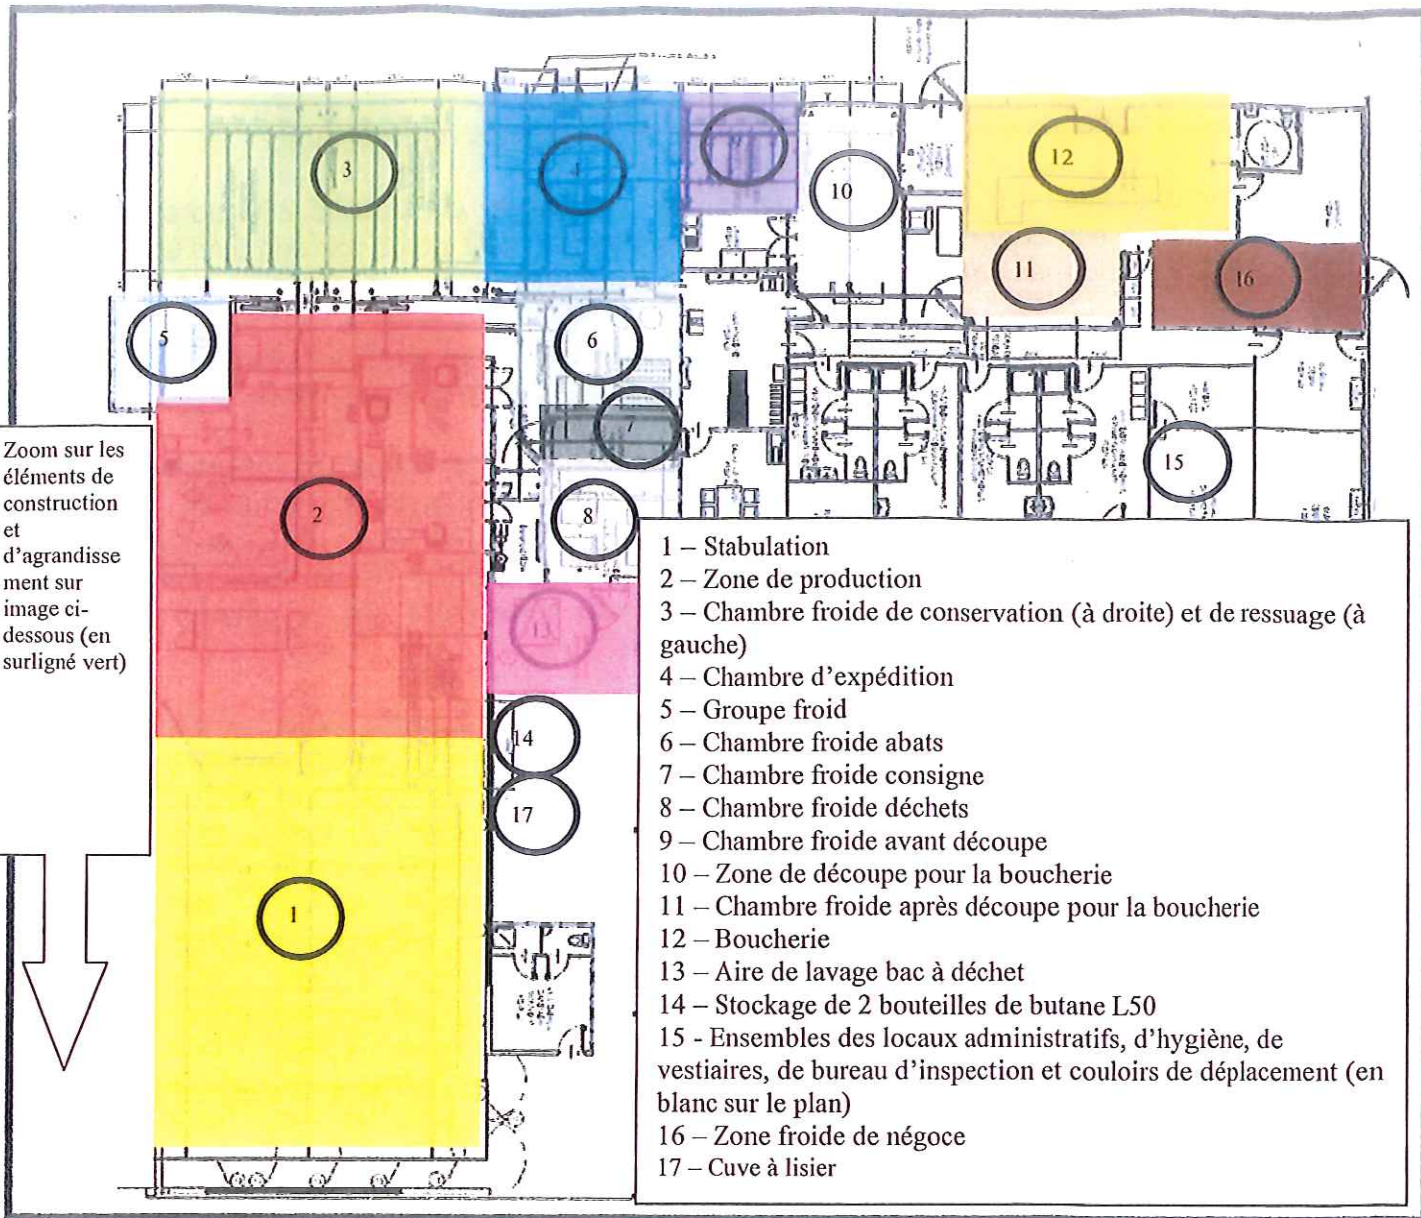 3
4
9
10
12
11
16
5
6
7
2
8
15
Zoom sur les
éléments de
construction
et
d'agrandisse
ment sur
image ci-
dessous (en
surligné vert)
13
14
17
1
1 – Stabulation
2 – Zone de production
3 – Chambre froide de conservation (à droite) et de ressuage (à
gauche)
4 – Chambre d'expédition
5 – Groupe froid
6 – Chambre froide abats
7 – Chambre froide consigne
8 – Chambre froide déchets
9 – Chambre froide avant découpe
10 – Zone de découpe pour la boucherie
11 – Chambre froide après découpe pour la boucherie
12 – Boucherie
13 – Aire de lavage bac à déchet
14 – Stockage de 2 bouteilles de butane L50
15 - Ensembles des locaux administratifs, d'hygiène, de
vestiaires, de bureau d'inspection et couloirs de déplacement (en
blanc sur le plan)
16 – Zone froide de négoce
17 – Cuve à lisier